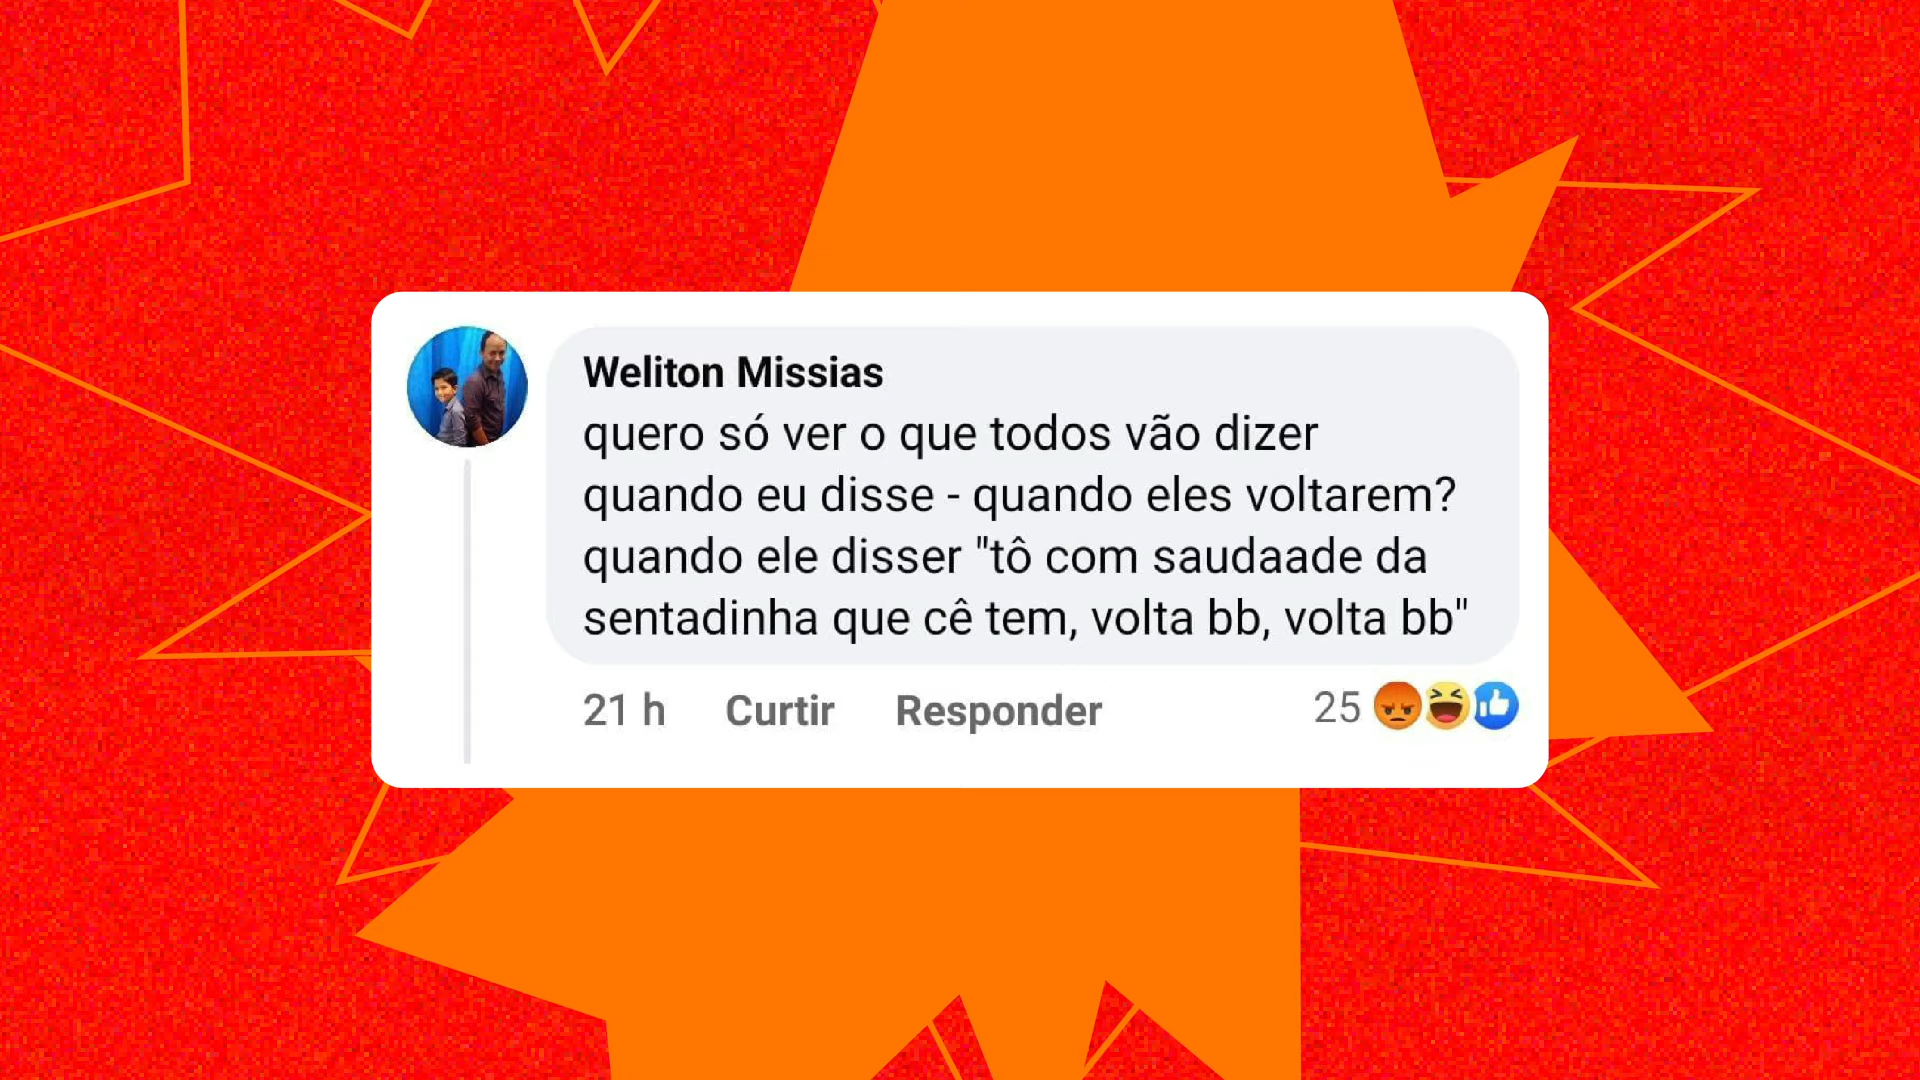 Weliton Missias
quero só ver o que todos vão dizer
quando eu disse - quando eles voltarem?
quando ele disser "tô com saudaade da
sentadinha que cê tem, volta bb, volta bb"
21 h Curtir Responder 25